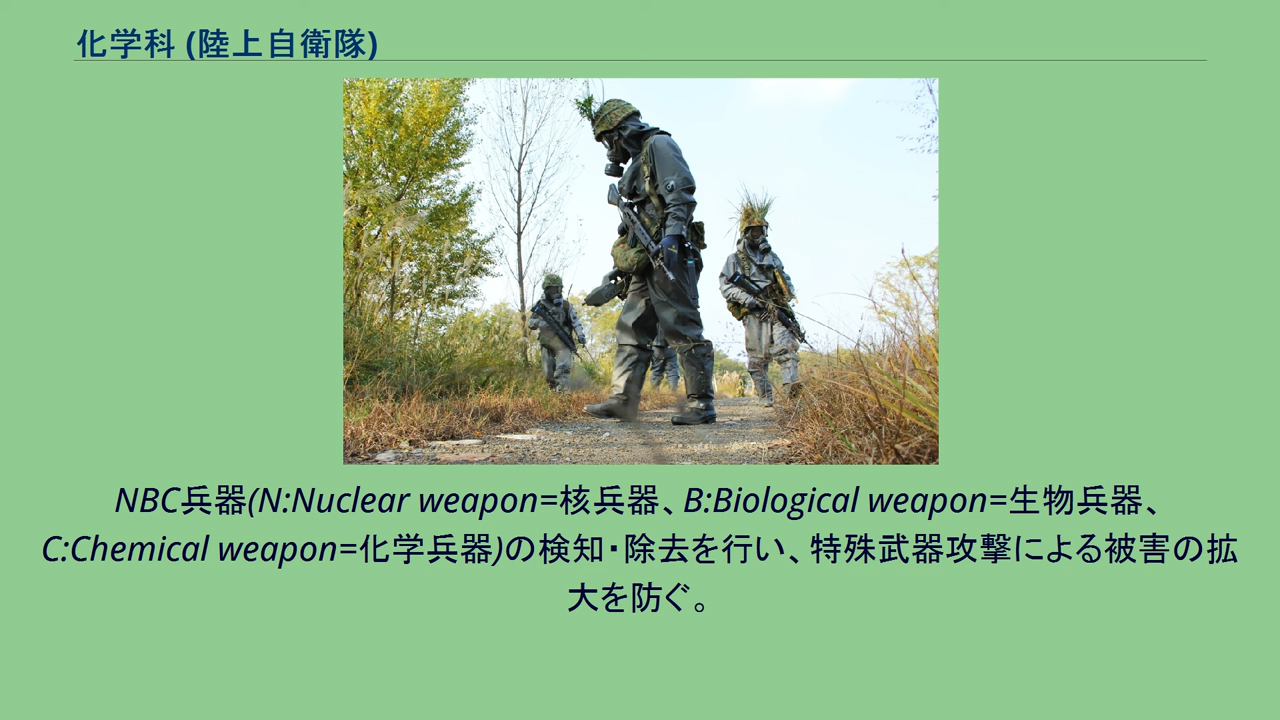 化学科 (陸上自衛隊)
NBC兵器(N:Nuclear weapon=核兵器、B:Biological weapon=生物兵器、
C:Chemical weapon=化学兵器)の検知・除去を行い、特殊武器攻撃による被害の拡
大を防ぐ。